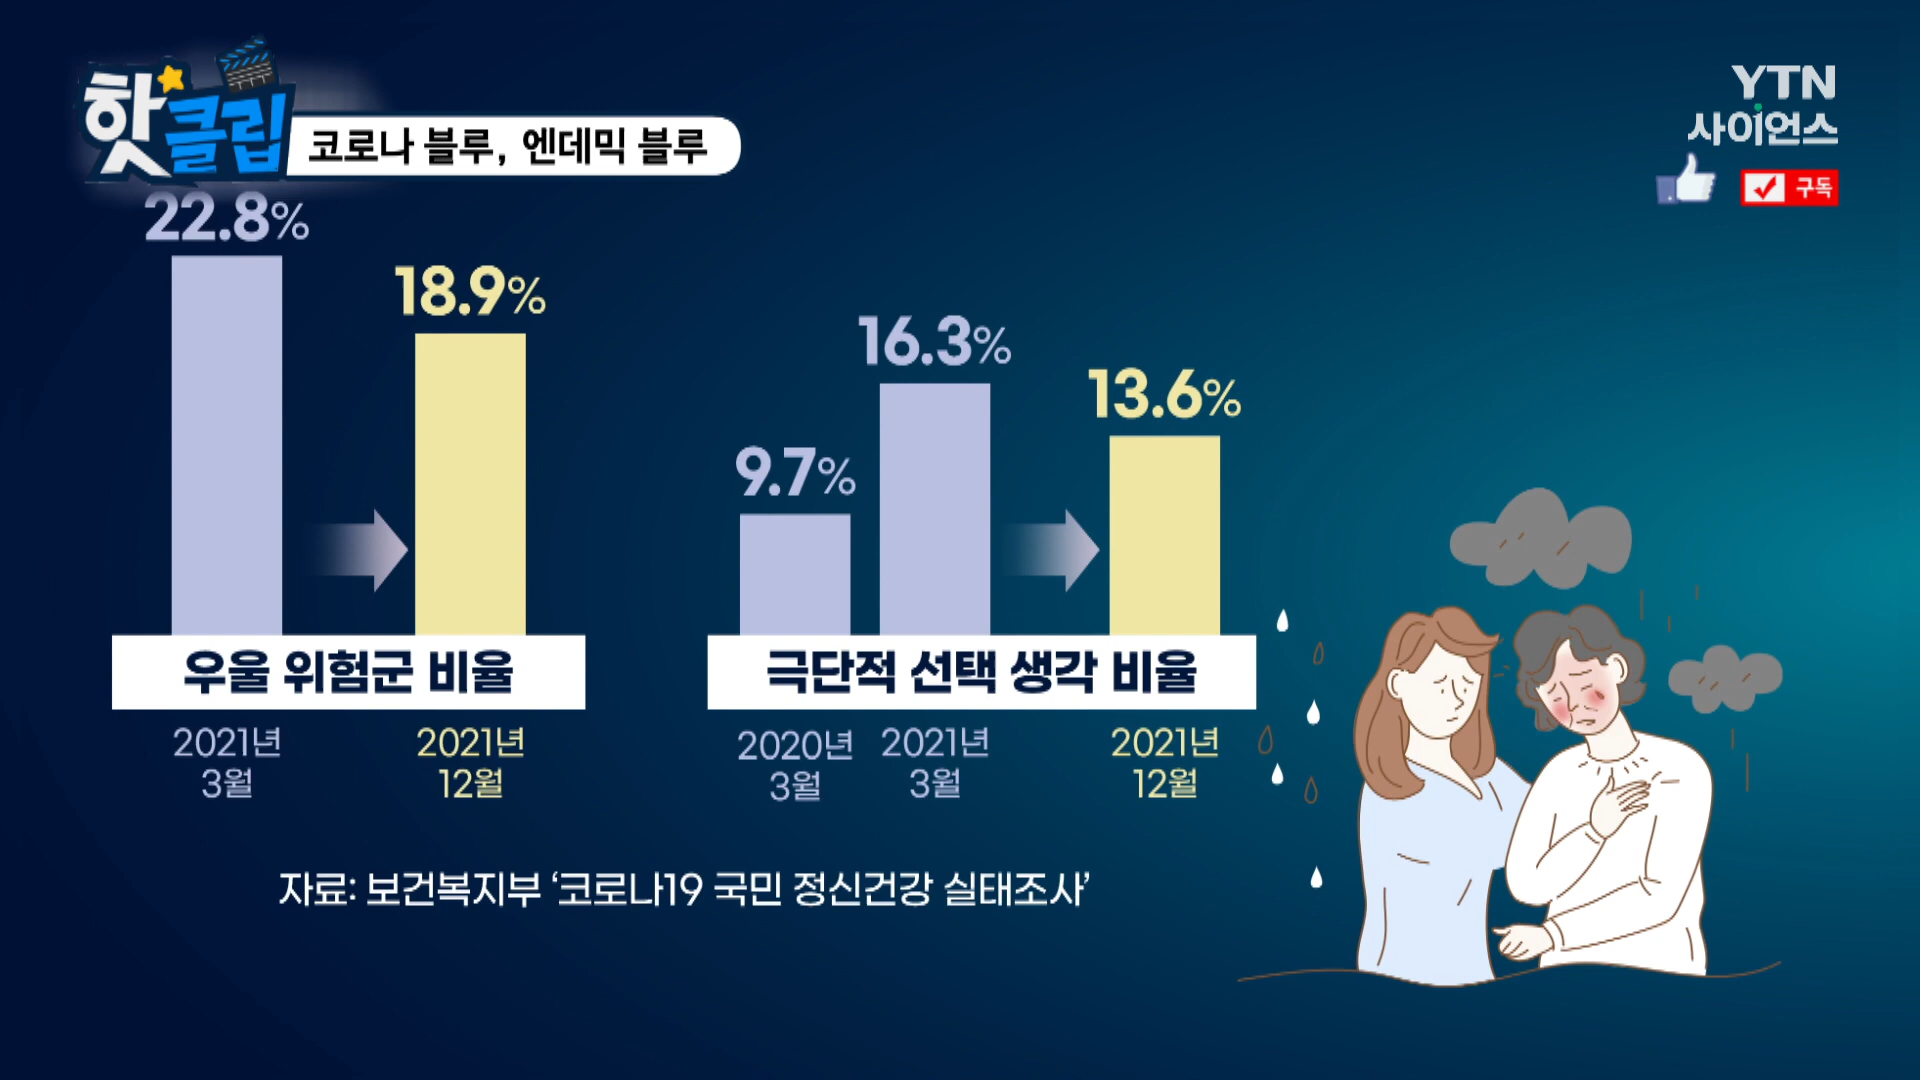 핫클립
코로나 블루, 엔데믹 블루
YTN
사이언스
구독
22.8%
18.9%
우울 위험군 비율
2021년
3월
2021년
12월
9.7%
16.3%
13.6%
극단적 선택 생각 비율
2020년
3월
2021년
3월
2021년
12월
자료: 보건복지부 ‘코로나19 국민 정신건강 실태조사’